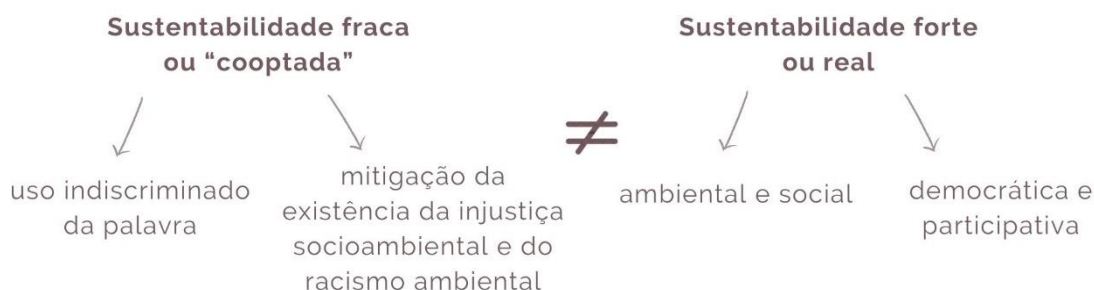 Sustentabilidade fraca
ou “cooptada”
uso indiscriminado
da palavra
mitigação da
existência da injustiça
socioambiental e do
racismo ambiental
≠
Sustentabilidade forte
ou real
ambiental e social
democrática e
participativa